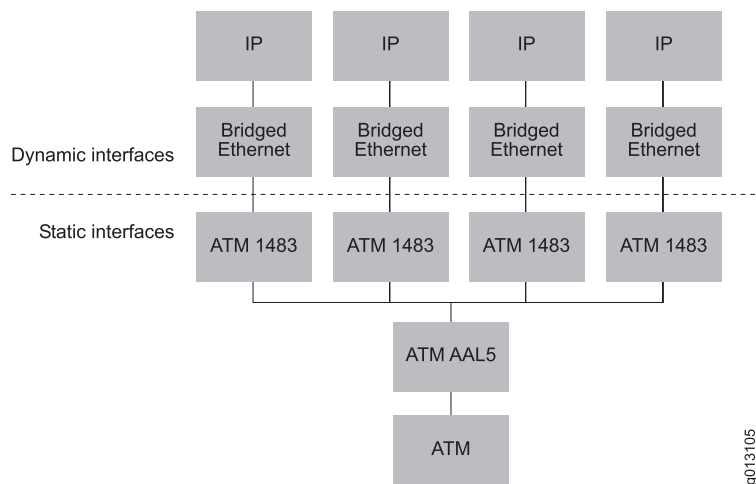 IP IP IP IP
Bridged Ethernet Bridged Ethernet Bridged Ethernet Bridged Ethernet
Dynamic interfaces
Static interfaces
ATM 1483 ATM 1483 ATM 1483 ATM 1483
ATM AAL5
ATM
g013105